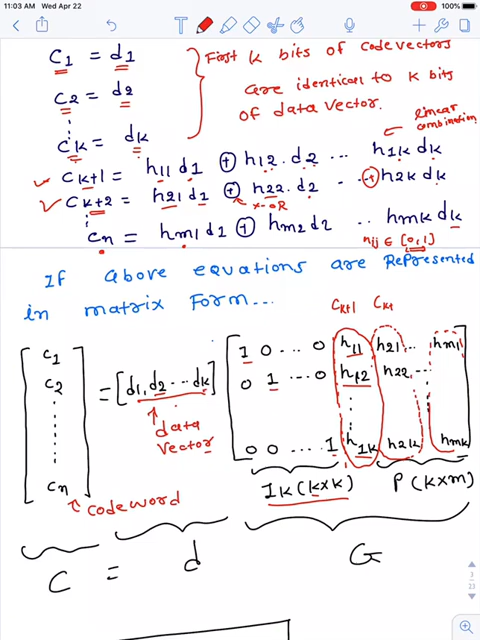 11:03 AM Wed Apr 22
100%
C1 = d1
C2 = d2
⋮
Ck = dk
First k bits of codevectors
are identical to k bits
of data vector.
linear
combination
Ck+1 = h11 d1 ⊕ h12. d2 ... h1k dk
Ck+2 = h21 d1 ⊕ h22. d2 ... ⊕ h2k dk
x-OR
⋮
Cn = hm1 d1 ⊕ hm2 d2 .. hmk dk
hij ∈ [0,1]
If above equations are Represented
in matrix Form...
Ck+1 Ck+1
[C1 C2 ⋮ Cn] = [d1, d2 ... dk]
1 0 .... 0 h11 h21 ... hm1
0 1 .... 0 h12 h22 ...
⋮
0 0 .... 1 h1k h2k hmk
data
vector
codeword
Ik (k×k) P (k×m)
C = d G
3
23